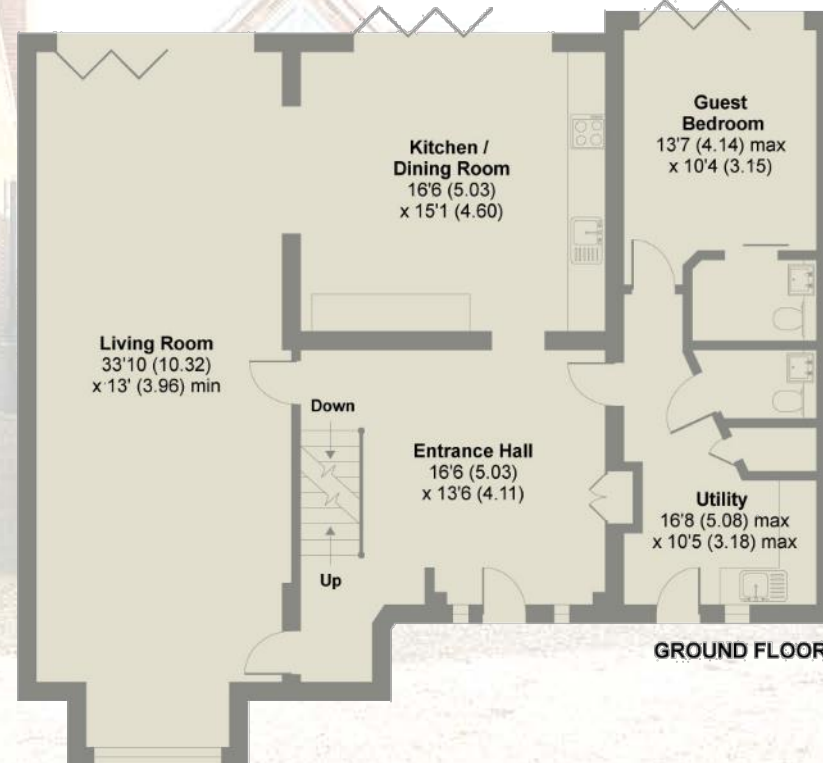 Kitchen /
Dining Room
16'6 (5.03)
x 15'1 (4.60)
Guest
Bedroom
13'7 (4.14) max
x 10'4 (3.15)
Living Room
33'10 (10.32)
x 13' (3.96) min
Down
Up
Entrance Hall
16'6 (5.03)
x 13'6 (4.11)
Utility
16'8 (5.08) max
x 10'5 (3.18) max
GROUND FLOOR